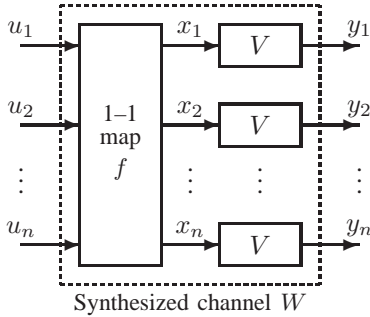 u₁ x₁ V y₁
u₂ 1–1 x₂ V y₂
map
⋮ f ⋮ ⋮ ⋮
uₙ xₙ V yₙ
Synthesized channel W